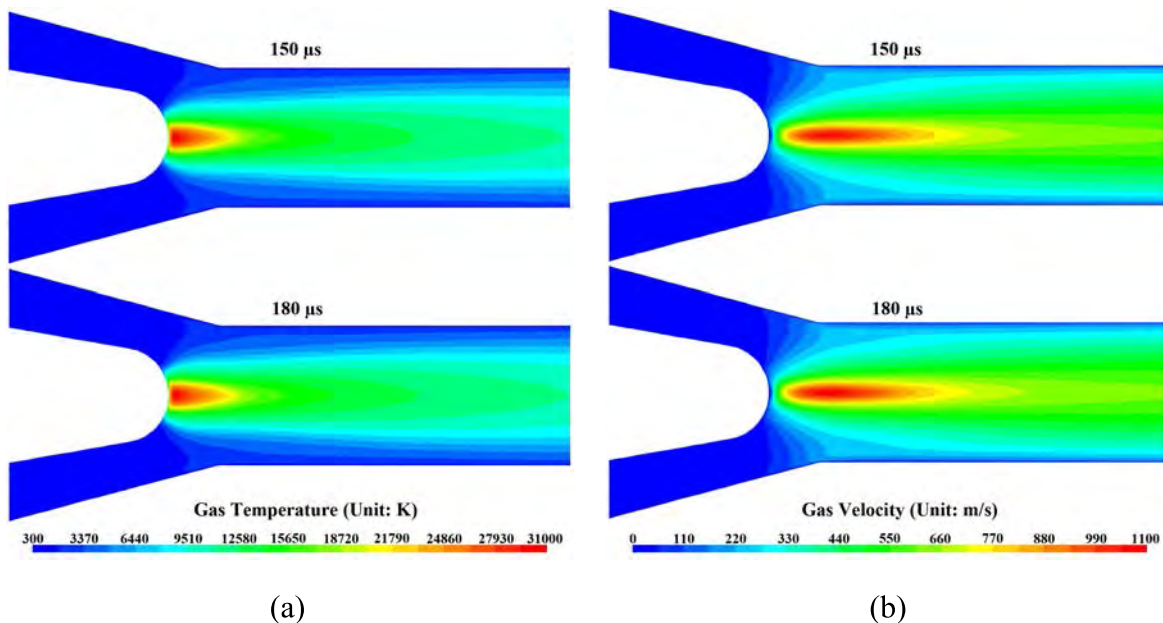 150 μs
150 μs
180 μs
180 μs
Gas Temperature (Unit: K)
300 3370 6440 9510 12580 15650 18720 21790 24860 27930 31000
Gas Velocity (Unit: m/s)
0 110 220 330 440 550 660 770 880 990 1100
(a)
(b)